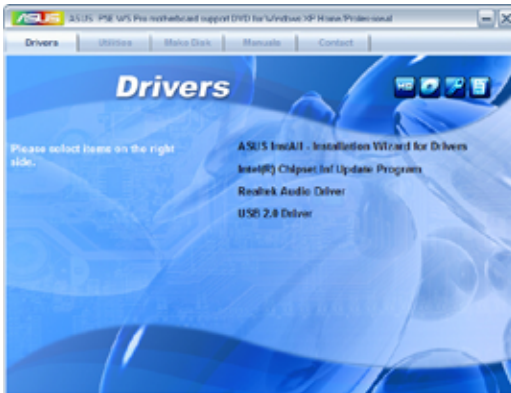 ASUS ASUS P5E WS Pro motherboard support DVD for Windows XP Home/Professional
Drivers Utilities Make Disk Manuals Contact
Drivers
Please select items on the right
side.
ASUS InstAll - Installation Wizard for Drivers
Intel(R) Chipset Inf Update Program
Realtek Audio Driver
USB 2.0 Driver